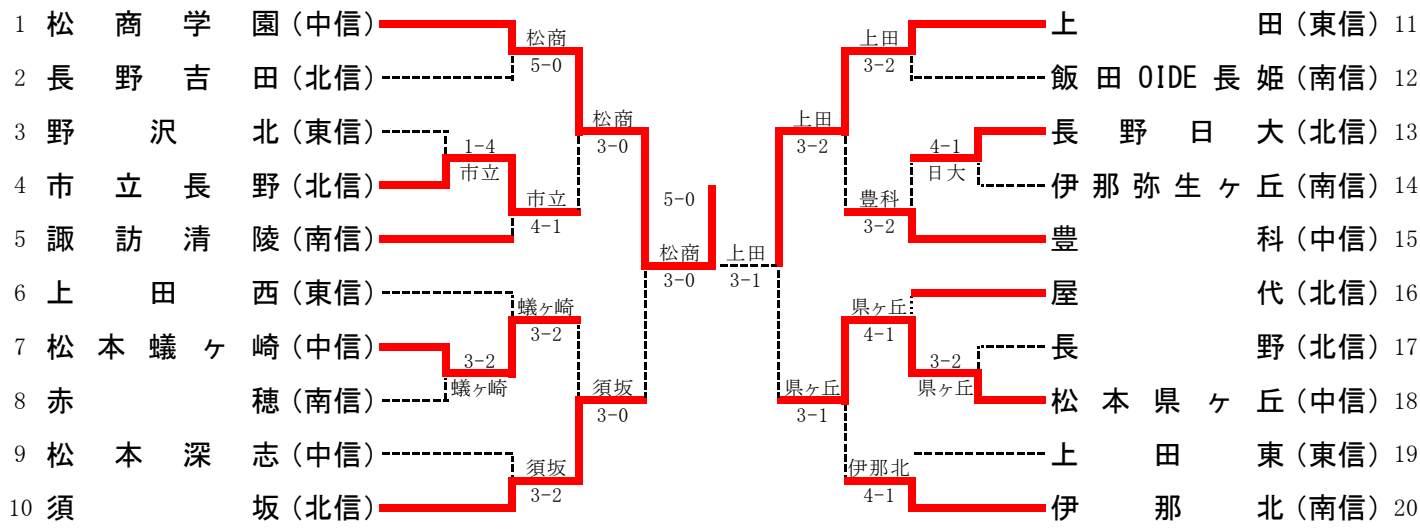 1 松商学園(中信)
2 長野吉田(北信)
3 野沢北(東信)
4 市立長野(北信)
5 諏訪清陵(南信)
6 上田西(東信)
7 松本蟻ヶ崎(中信)
8 赤穂(南信)
9 松本深志(中信)
10 須坂(北信)
松商
5-0
1-4
市立
市立
4-1
松商
3-0
蟻ヶ崎
3-2
3-2
蟻ヶ崎
須坂
3-2
須坂
3-0
松商
3-0
5-0
上田
3-1
上田
3-2
上田
3-2
4-1
日大
豊科
3-2
県ヶ丘
4-1
3-2
県ヶ丘
県ヶ丘
3-1
伊那北
4-1
上田(東信) 11
飯田OIDE長姫(南信) 12
長野日大(北信) 13
伊那弥生ヶ丘(南信) 14
豊科(中信) 15
屋代(北信) 16
長野(北信) 17
松本県ヶ丘(中信) 18
上田東(東信) 19
伊那北(南信) 20